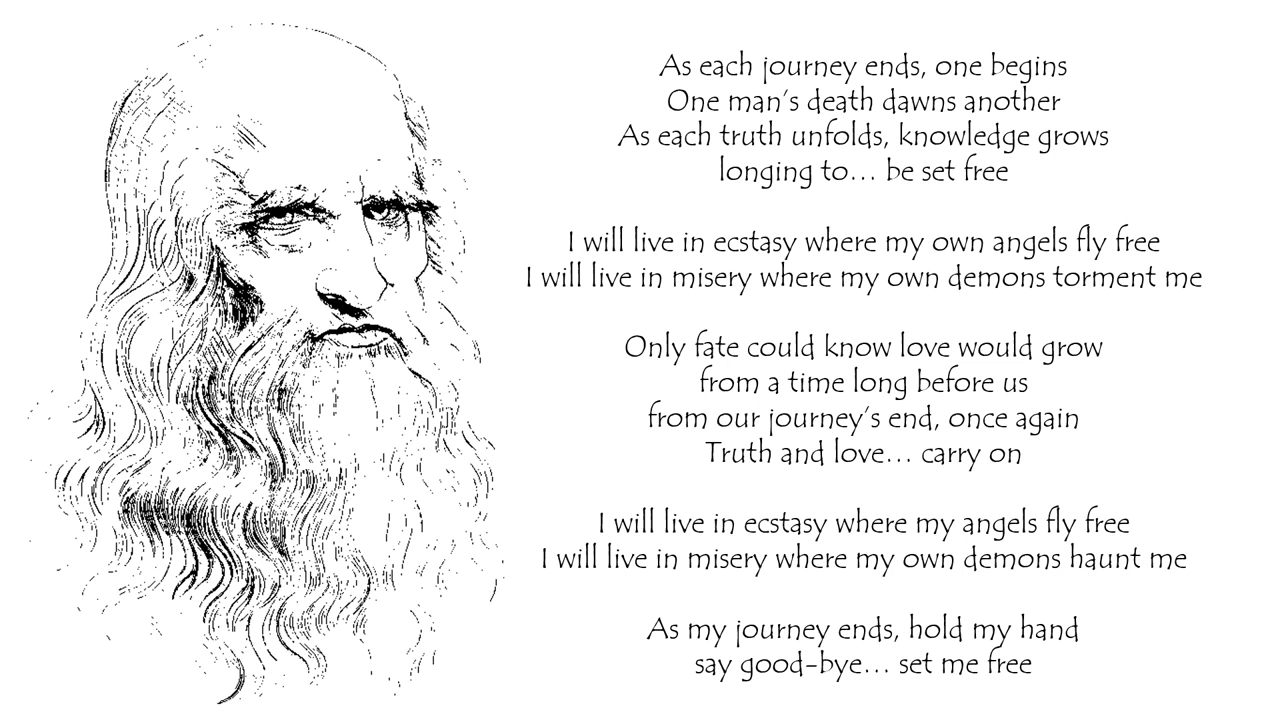 As each journey ends, one begins
One man's death dawns another
As each truth unfolds, knowledge grows
longing to... be set free
I will live in ecstasy where my own angels fly free
I will live in misery where my own demons torment me
Only fate could know love would grow
from a time long before us
from our journey's end, once again
Truth and love... carry on
I will live in ecstasy where my angels fly free
I will live in misery where my own demons haunt me
As my journey ends, hold my hand
say good-bye... set me free